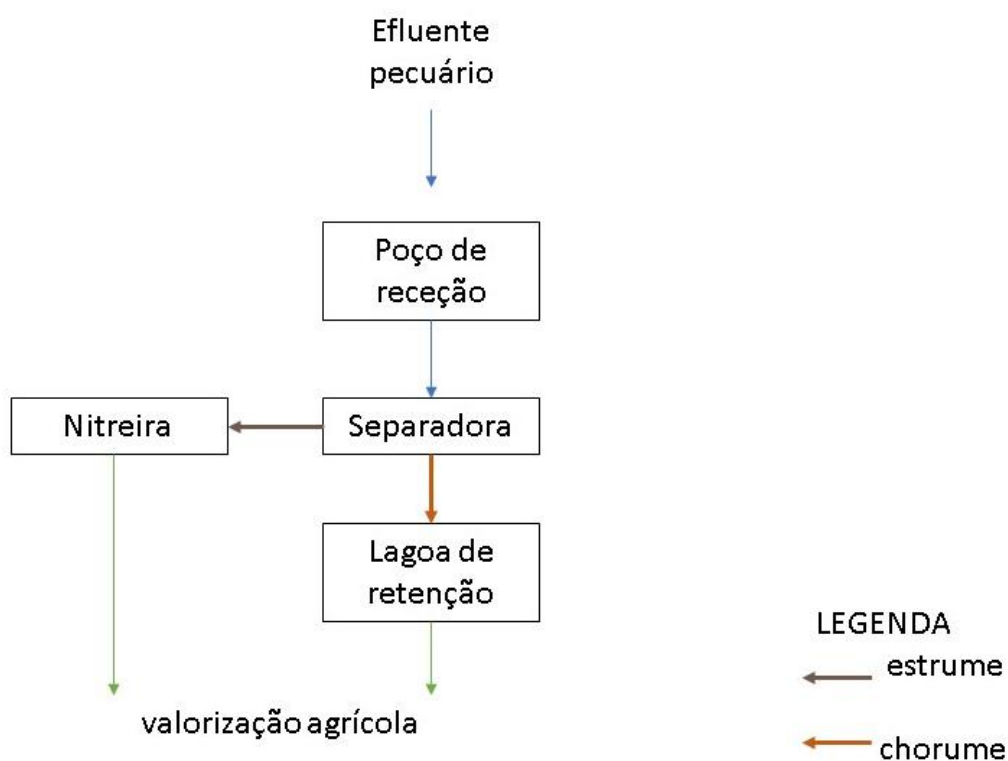 Efluente
pecuário
Poço de
receção
Nitreira
Separadora
Lagoa de
retenção
valorização agrícola
LEGENDA
estrume
chorume